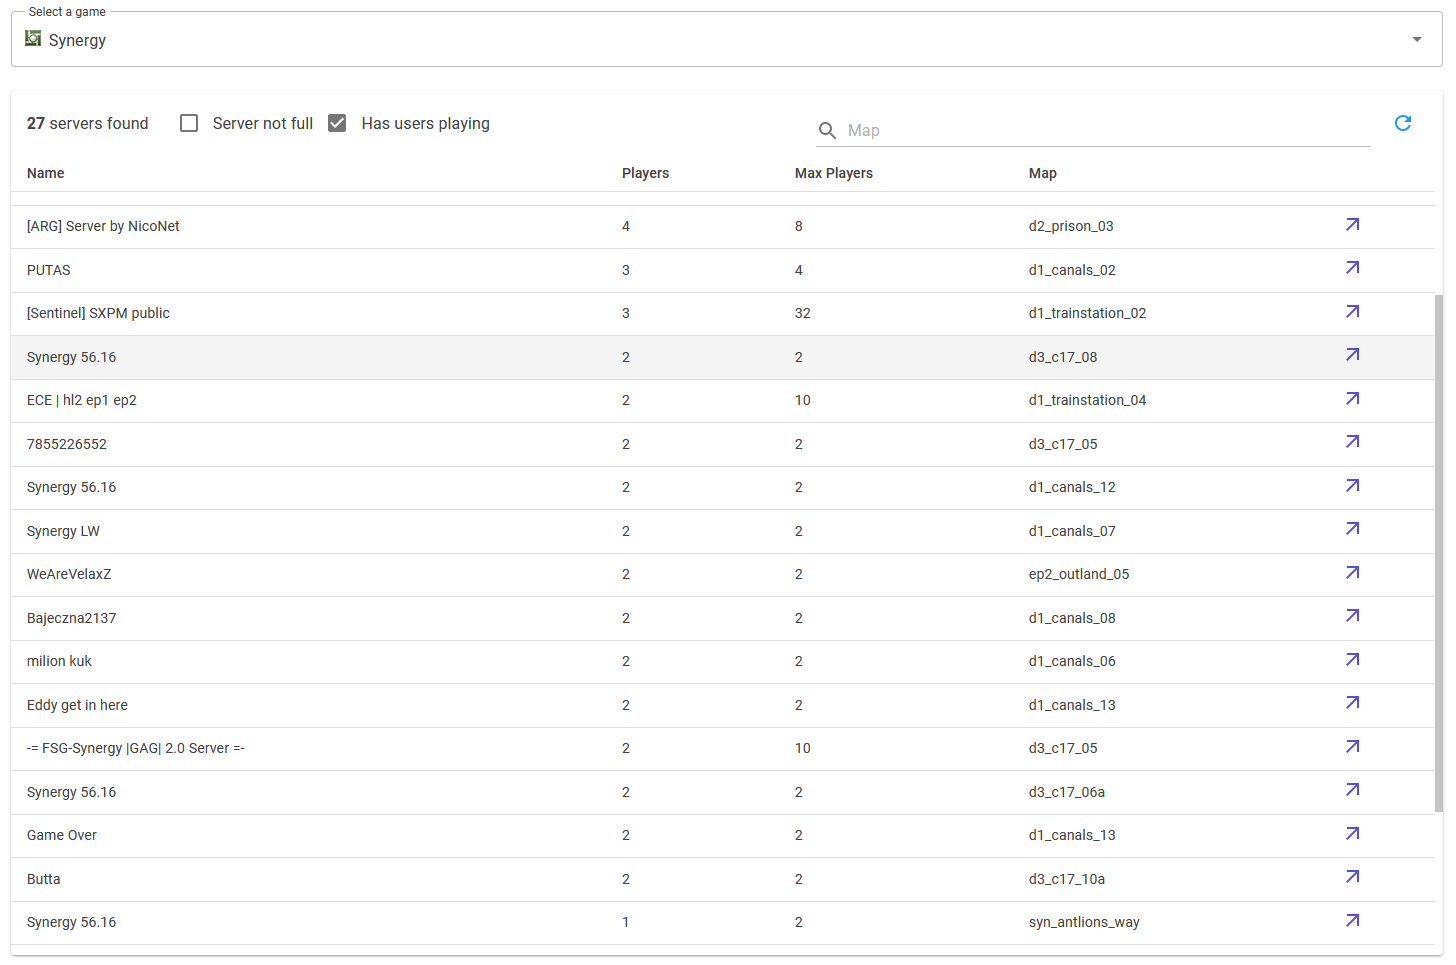 Select a game
Synergy
27 servers found Server not full Has users playing Map
Name Players Max Players Map
[ARG] Server by NicoNet 4 8 d2_prison_03
PUTAS 3 4 d1_canals_02
[Sentinel] SXPM public 3 32 d1_trainstation_02
Synergy 56.16 2 2 d3_c17_08
ECE | hl2 ep1 ep2 2 10 d1_trainstation_04
7855226552 2 2 d3_c17_05
Synergy 56.16 2 2 d1_canals_12
Synergy LW 2 2 d1_canals_07
WeAreVelaxZ 2 2 ep2_outland_05
Bajeczna2137 2 2 d1_canals_08
milion kuk 2 2 d1_canals_06
Eddy get in here 2 2 d1_canals_13
-= FSG-Synergy |GAG| 2.0 Server =- 2 10 d3_c17_05
Synergy 56.16 2 2 d3_c17_06a
Game Over 2 2 d1_canals_13
Butta 2 2 d3_c17_10a
Synergy 56.16 1 2 syn_antlions_way